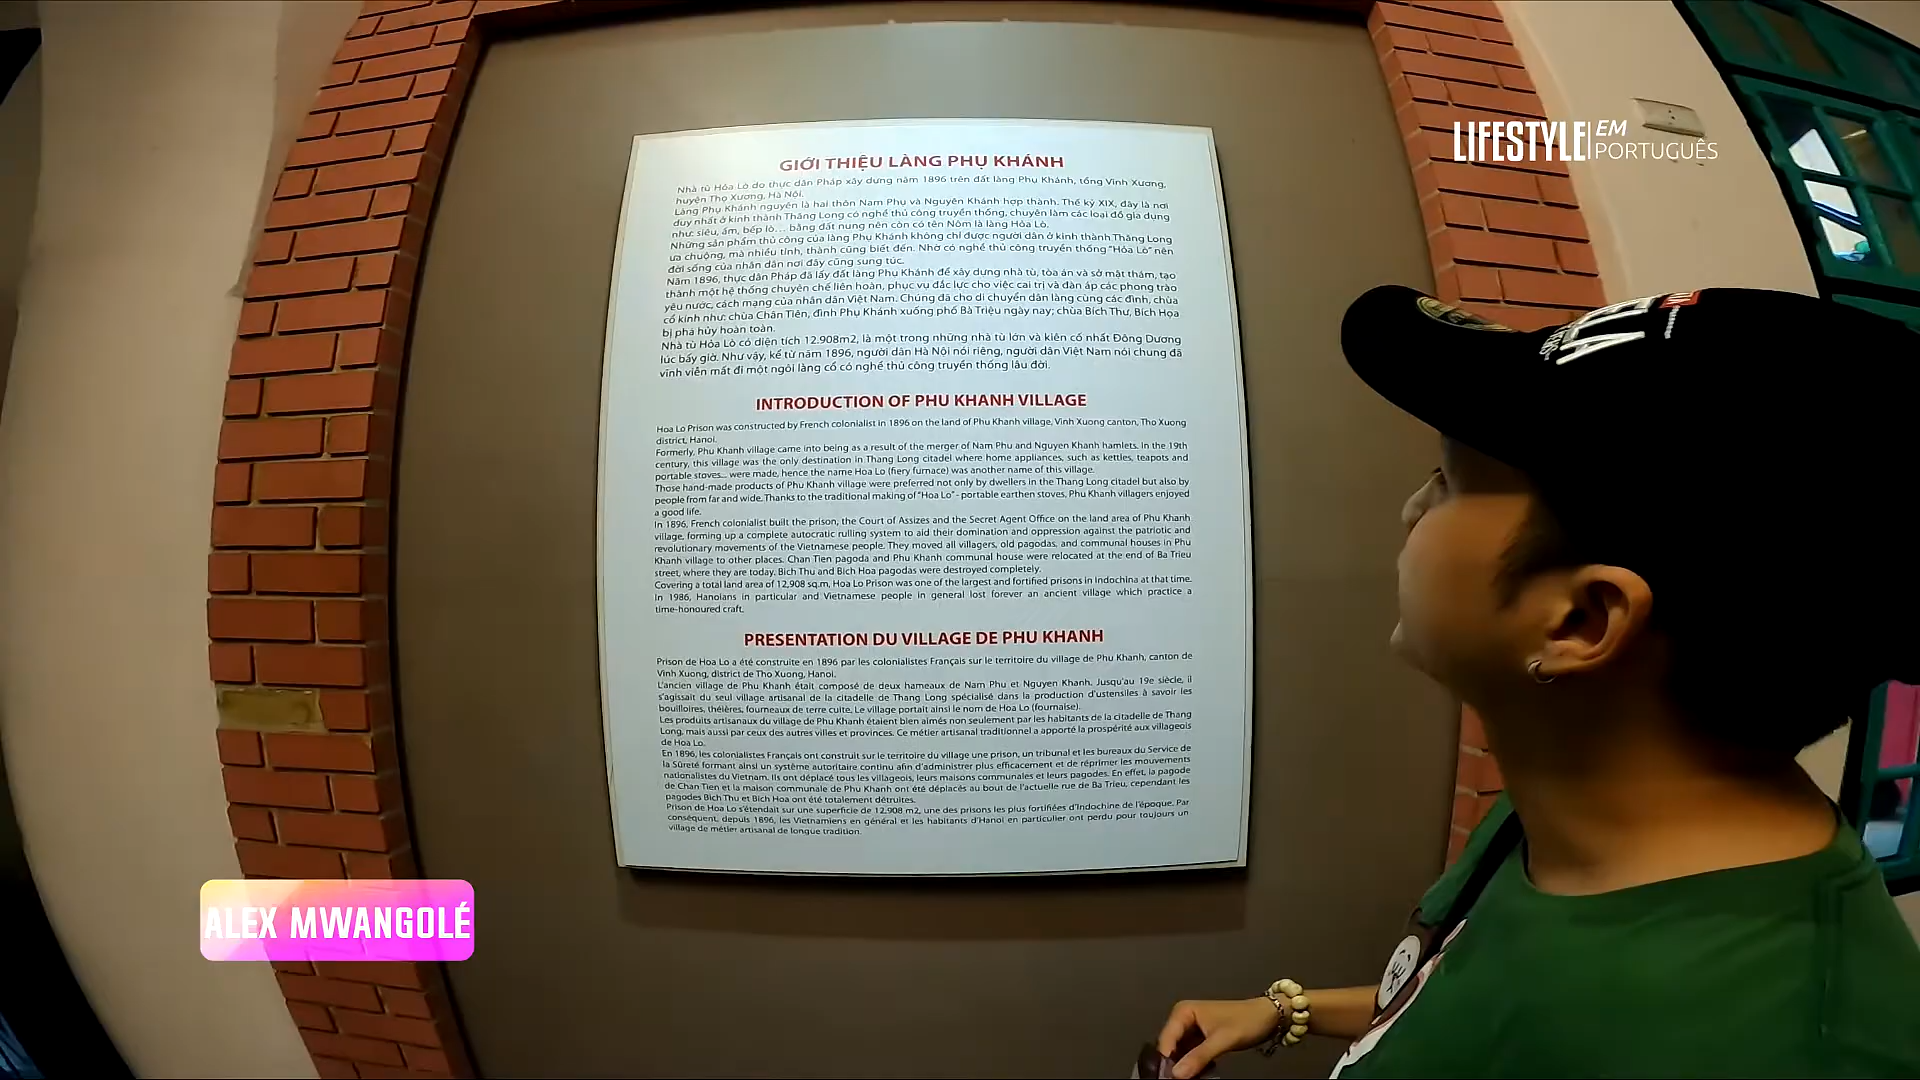 LIFESTYLE EM PORTUGUÊS
GIỚI THIỆU LÀNG PHỤ KHÁNH
Nhà tù Hỏa Lò do thực dân Pháp xây dựng năm 1896 trên đất làng Phụ Khánh, tổng Vĩnh Xương,
huyện Thọ Xương, Hà Nội.
Làng Phụ Khánh nguyên là hai thôn Nam Phụ và Nguyên Khánh hợp thành. Thế kỷ XIX, đây là nơi
duy nhất ở kinh thành Thăng Long có nghề thủ công truyền thống, chuyên làm các loại đồ gia dụng
như: siêu, ấm, bếp lò... bằng đất nung nên còn có tên Nôm là làng Hỏa Lò.
Những sản phẩm thủ công của làng Phụ Khánh không chỉ được người dân ở kinh thành Thăng Long
ưa chuộng, mà nhiều tỉnh, thành cũng biết đến. Nhờ có nghề thủ công truyền thống "Hỏa Lò" nên
đời sống của nhân dân nơi đây cũng sung túc.
Năm 1896, thực dân Pháp đã lấy đất làng Phụ Khánh để xây dựng nhà tù, tòa án và sở mật thám, tạo
thành một hệ thống chuyên chế liên hoàn, phục vụ đắc lực cho việc cai trị và đàn áp các phong trào
yêu nước, cách mạng của nhân dân Việt Nam. Chúng đã cho di chuyển dân làng cùng các đình, chùa
cổ kính như: chùa Chân Tiên, đình Phụ Khánh xuống phố Bà Triệu ngày nay; chùa Bích Thư, Bích Họa
bị phá hủy hoàn toàn.
Nhà tù Hỏa Lò có diện tích 12.908m2, là một trong những nhà tù lớn và kiên cố nhất Đông Dương
lúc bấy giờ. Như vậy, kể từ năm 1896, người dân Hà Nội nói riêng, người dân Việt Nam nói chung đã
vĩnh viễn mất đi một ngôi làng cổ có nghề thủ công truyền thống lâu đời.
INTRODUCTION OF PHU KHANH VILLAGE
Hoa Lo Prison was constructed by French colonialist in 1896 on the land of Phu Khanh village, Vinh Xuong canton, Tho Xuong
district, Hanoi.
Formerly, Phu Khanh village came into being as a result of the merger of Nam Phu and Nguyen Khanh hamlets. In the 19th
century, this village was the only destination in Thang Long citadel where home appliances, such as kettles, teapots and
portable stoves... were made, hence the name Hoa Lo (fiery furnace) was another name of this village.
Those hand-made products of Phu Khanh village were preferred not only by dwellers in the Thang Long citadel but also by
people from far and wide. Thanks to the traditional making of "Hoa Lo" - portable earthen stoves, Phu Khanh villagers enjoyed
a good life.
In 1896, French colonialist built the prison, the Court of Assizes and the Secret Agent Office on the land area of Phu Khanh
village, forming up a complete autocratic rulling system to aid their domination and oppression against the patriotic and
revolutionary movements of the Vietnamese people. They moved all villagers, old pagodas, and communal houses in Phu
Khanh village to other places. Chan Tien pagoda and Phu Khanh communal house were relocated at the end of Ba Trieu
street, where they are today. Bich Thu and Bich Hoa pagodas were destroyed completely.
Covering a total land area of 12,908 sq.m, Hoa Lo Prison was one of the largest and fortified prisons in Indochina at that time.
In 1986, Hanoians in particular and Vietnamese people in general lost forever an ancient village which practice a
time-honoured craft.
PRESENTATION DU VILLAGE DE PHU KHANH
Prison de Hoa Lo a été construite en 1896 par les colonialistes Français sur le territoire du village de Phu Khanh, canton de
Vinh Xuong, district de Tho Xuong, Hanoi.
L'ancien village de Phu Khanh était composé de deux hameaux de Nam Phu et Nguyen Khanh. Jusqu'au 19e siècle, il
s'agissait du seul village artisanal de la citadelle de Thang Long spécialisé dans la production d'ustensiles à savoir les
bouilloires, théières, fourneaux de terre cuite. Le village portait ainsi le nom de Hoa Lo (fournaise).
Les produits artisanaux du village de Phu Khanh étaient bien aimés non seulement par les habitants de la citadelle de Thang
Long, mais aussi par ceux des autres villes et provinces. Ce métier artisanal traditionnel a apporté la prospérité aux villageois
de Hoa Lo.
En 1896, les colonialistes Français ont construit sur le territoire du village une prison, un tribunal et les bureaux du Service de
la Sûreté formant ainsi un système autoritaire continu afin d'administrer plus efficacement et de réprimer les mouvements
nationalistes du Vietnam. Ils ont déplacé tous les villageois, leurs maisons communales et leurs pagodes. En effet, la pagode
de Chan Tien et la maison communale de Phu Khanh ont été déplacés au bout de l'actuelle rue de Ba Trieu, cependant les
pagodes Bich Thu et Bich Hoa ont été totalement détruites.
Prison de Hoa Lo s'étendait sur une superficie de 12.908 m2, une des prisons les plus fortifiées d'Indochine de l'époque. Par
conséquent, depuis 1896, les Vietnamiens en général et les habitants d'Hanoi en particulier ont perdu pour toujours un
village de métier artisanal de longue tradition.
ALEX MWANGOLÉ